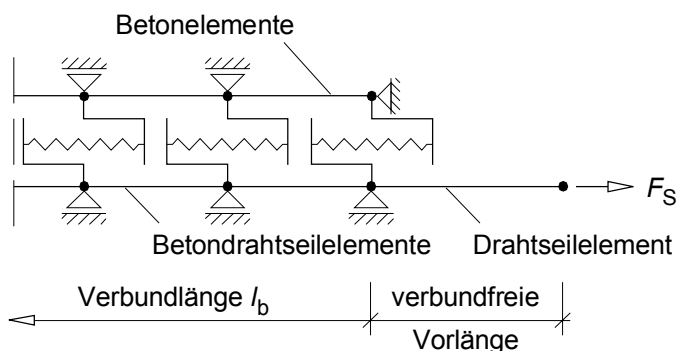 Betonelemente
F_S
Betondrahtseilelemente Drahtseilelement
Verbundlänge l_b verbundfreie
Vorlänge